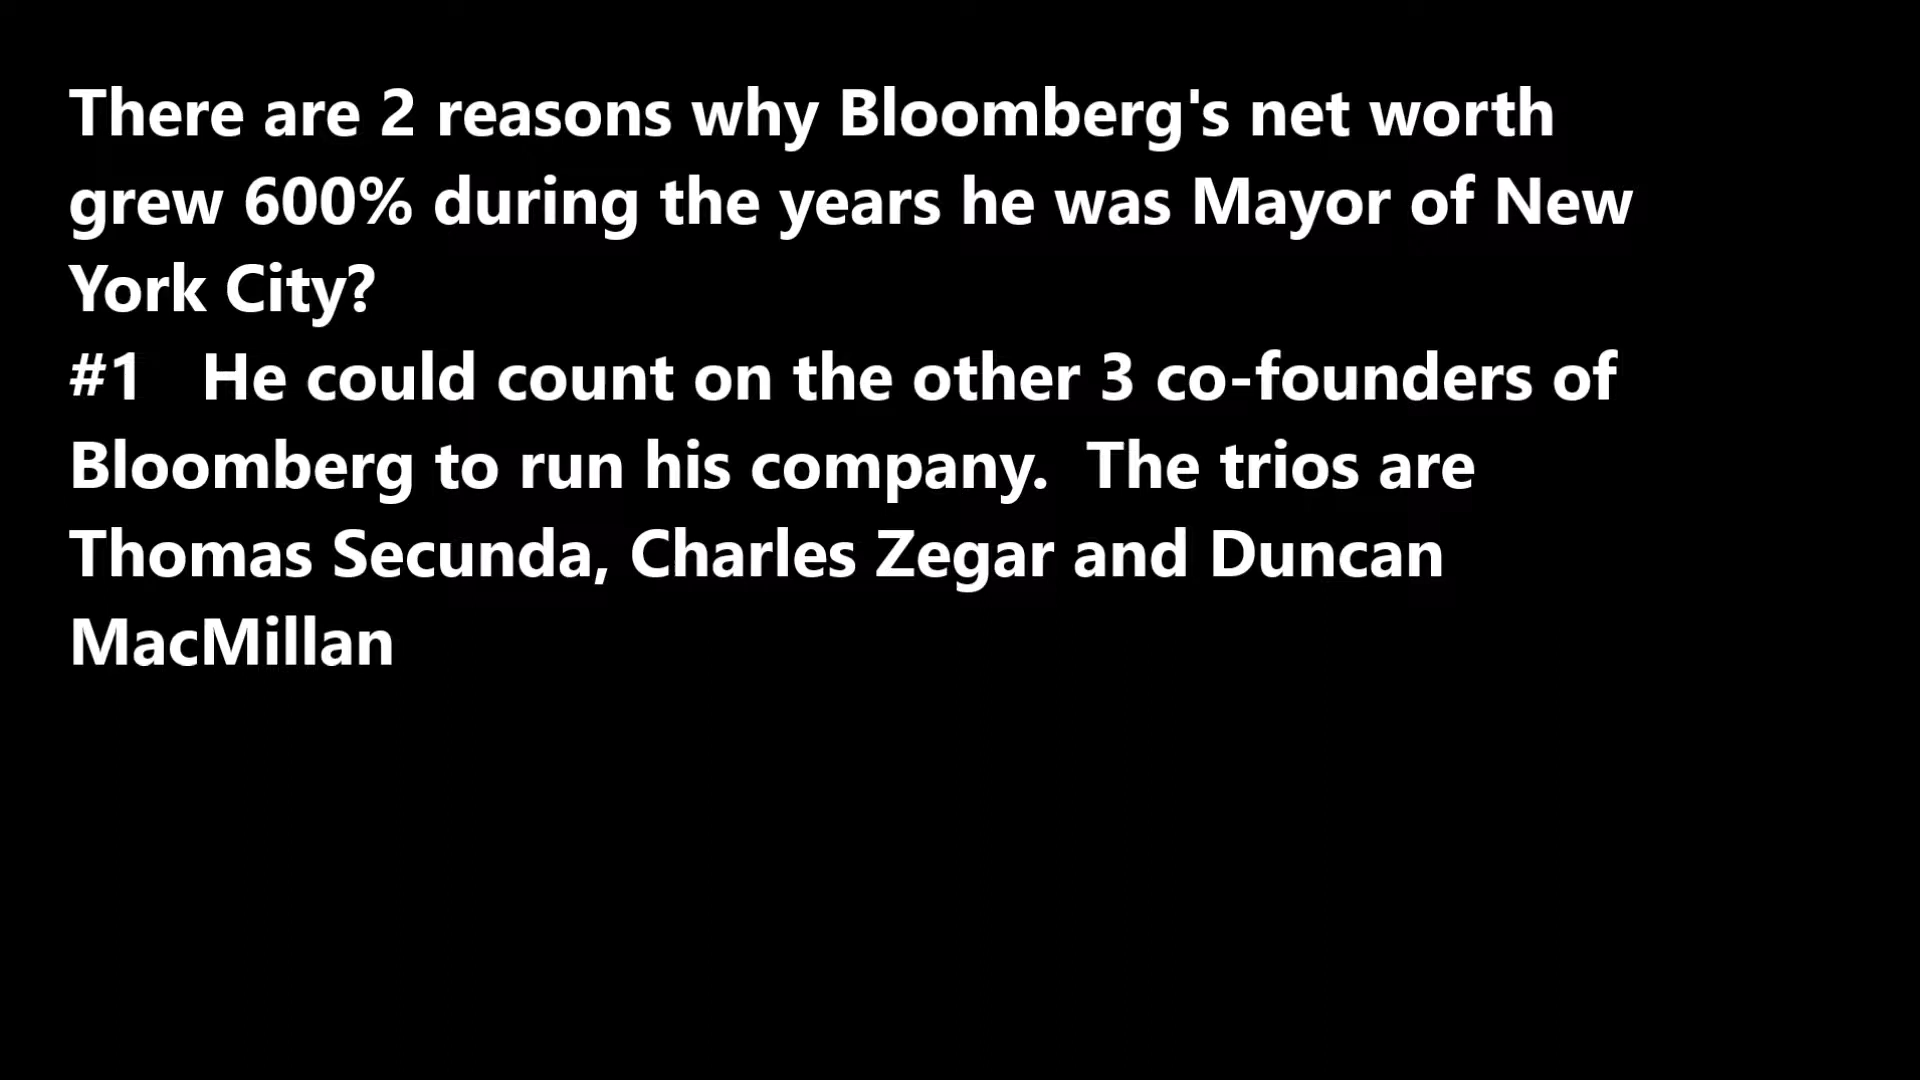 There are 2 reasons why Bloomberg's net worth
grew 600% during the years he was Mayor of New
York City?
#1   He could count on the other 3 co-founders of
Bloomberg to run his company.  The trios are
Thomas Secunda, Charles Zegar and Duncan
MacMillan